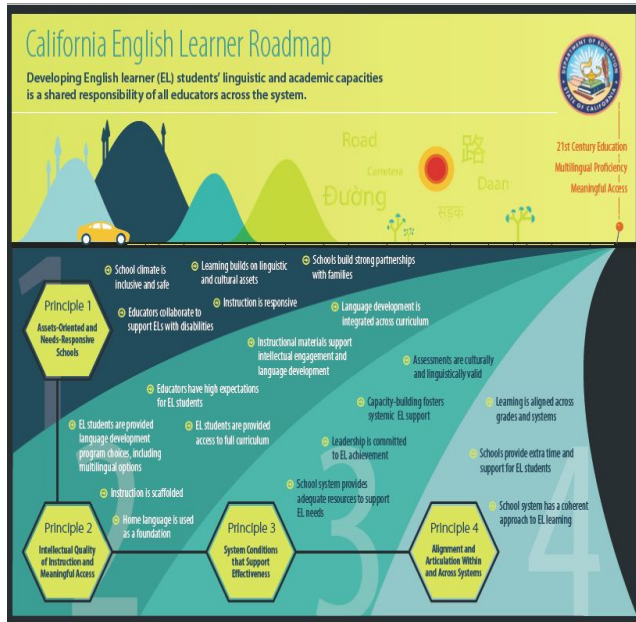 California English Learner Roadmap
Developing English learner (EL) students' linguistic and academic capacities
is a shared responsibility of all educators across the system.
DEPARTMENT OF EDUCATION
STATE OF CALIFORNIA
Road
路
Carretera
Daan
Đường
सड़क
21st Century Education
Multilingual Proficiency
Meaningful Access
1
Principle 1
Assets-Oriented and
Needs-Responsive
Schools
School climate is
inclusive and safe
Learning builds on linguistic
and cultural assets
Schools build strong partnerships
with families
Educators collaborate to
support ELs with disabilities
Instruction is responsive
Language development is
integrated across curriculum
Instructional materials support
intellectual engagement and
language development
Assessments are culturally
and linguistically valid
Educators have high expectations
for EL students
Capacity-building fosters
systemic EL support
Learning is aligned across
grades and systems
EL students are provided
language development
program choices, including
multilingual options
EL students are provided
access to full curriculum
Leadership is committed
to EL achievement
Schools provide extra time and
support for EL students
Instruction is scaffolded
School system provides
adequate resources to support
EL needs
School system has a coherent
approach to EL learning
Home language is used
as a foundation
2
Principle 2
Intellectual Quality
of Instruction and
Meaningful Access
3
Principle 3
System Conditions
that Support
Effectiveness
4
Principle 4
Alignment and
Articulation Within
and Across Systems